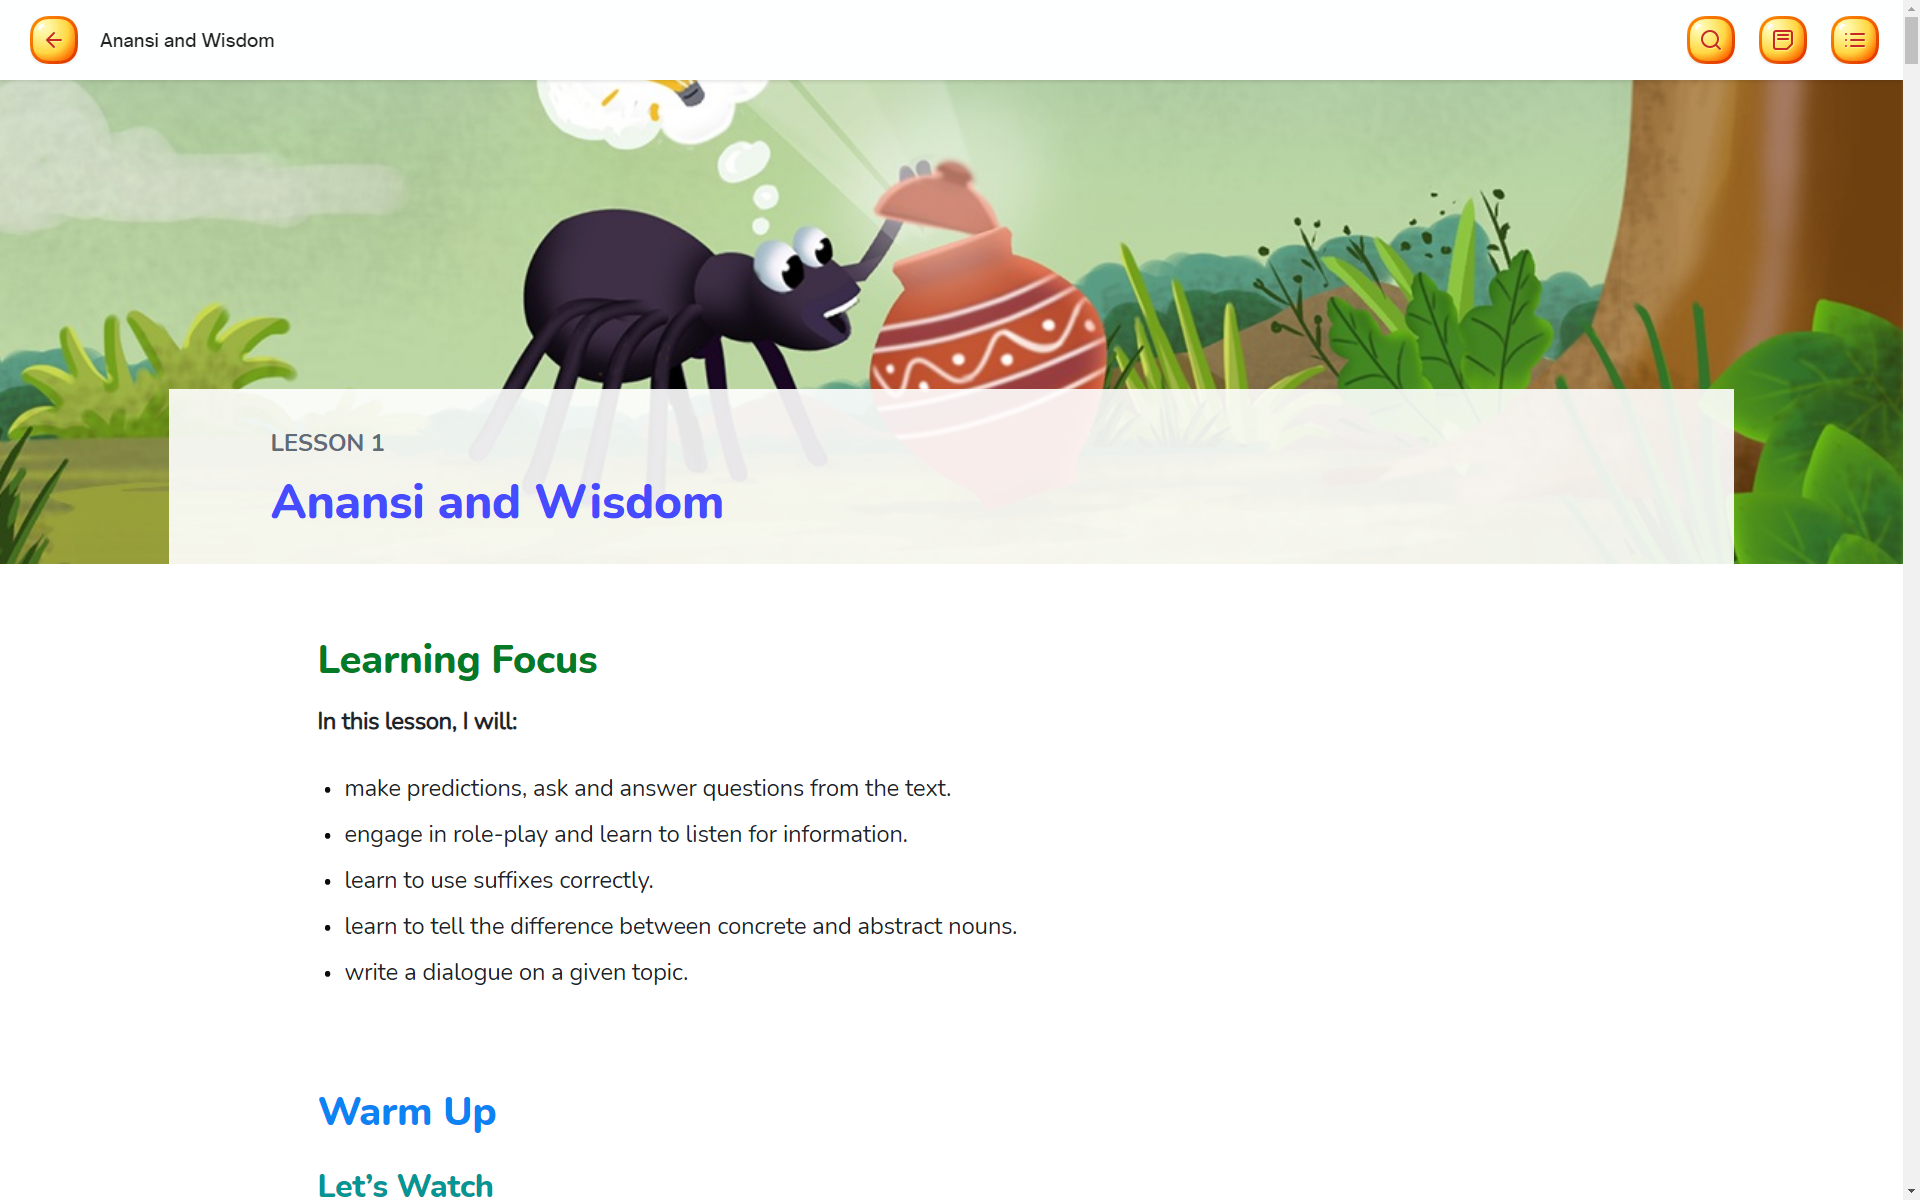 Anansi and Wisdom
LESSON 1
Anansi and Wisdom
Learning Focus
In this lesson, I will:
• make predictions, ask and answer questions from the text.
• engage in role-play and learn to listen for information.
• learn to use suffixes correctly.
• learn to tell the difference between concrete and abstract nouns.
• write a dialogue on a given topic.
Warm Up
Let’s Watch